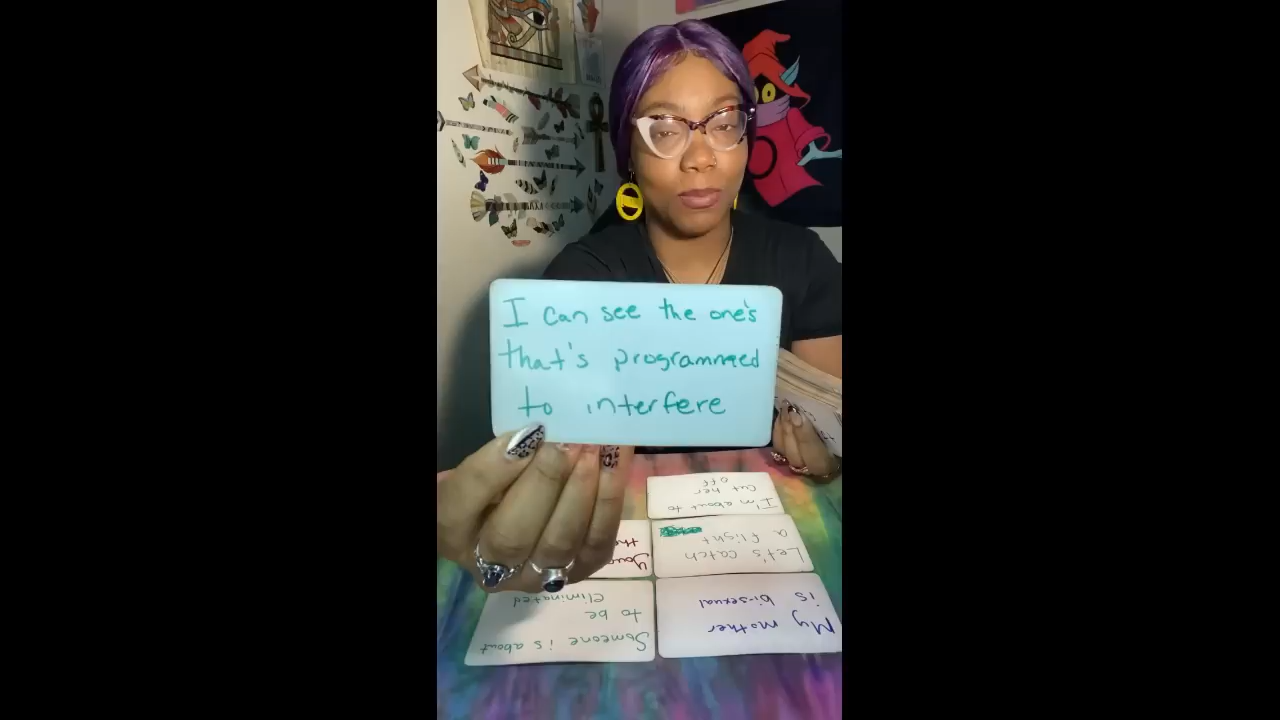 I can see the one's
that's programmed
to interfere
I'm about to
cut her
off
Let's catch
a flight
My mother
is bi-sexual
Someone is about
to be
Eliminated